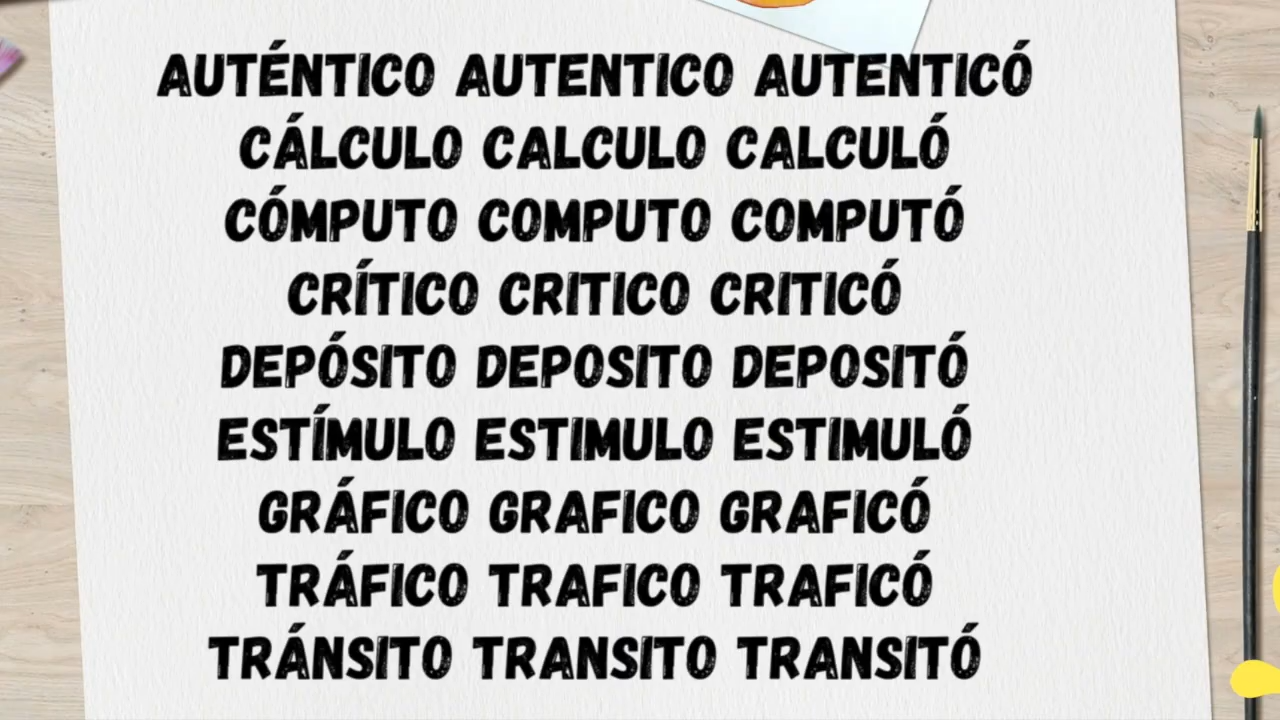 AUTÉNTICO AUTENTICO AUTENTICÓ
CÁLCULO CALCULO CALCULÓ
CÓMPUTO COMPUTO COMPUTÓ
CRÍTICO CRITICO CRITICÓ
DEPÓSITO DEPOSITO DEPOSITÓ
ESTÍMULO ESTIMULO ESTIMULÓ
GRÁFICO GRAFICO GRAFICÓ
TRÁFICO TRAFICO TRAFICÓ
TRÁNSITO TRANSITO TRANSITÓ